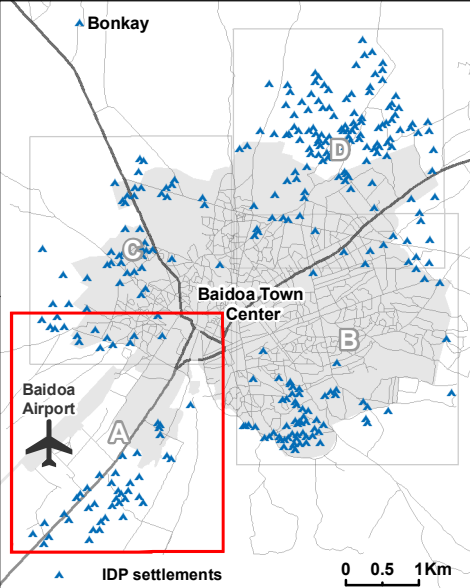 Bonkay
D
C
Baidoa Town
Center
B
Baidoa
Airport
A
IDP settlements
0 0.5 1Km